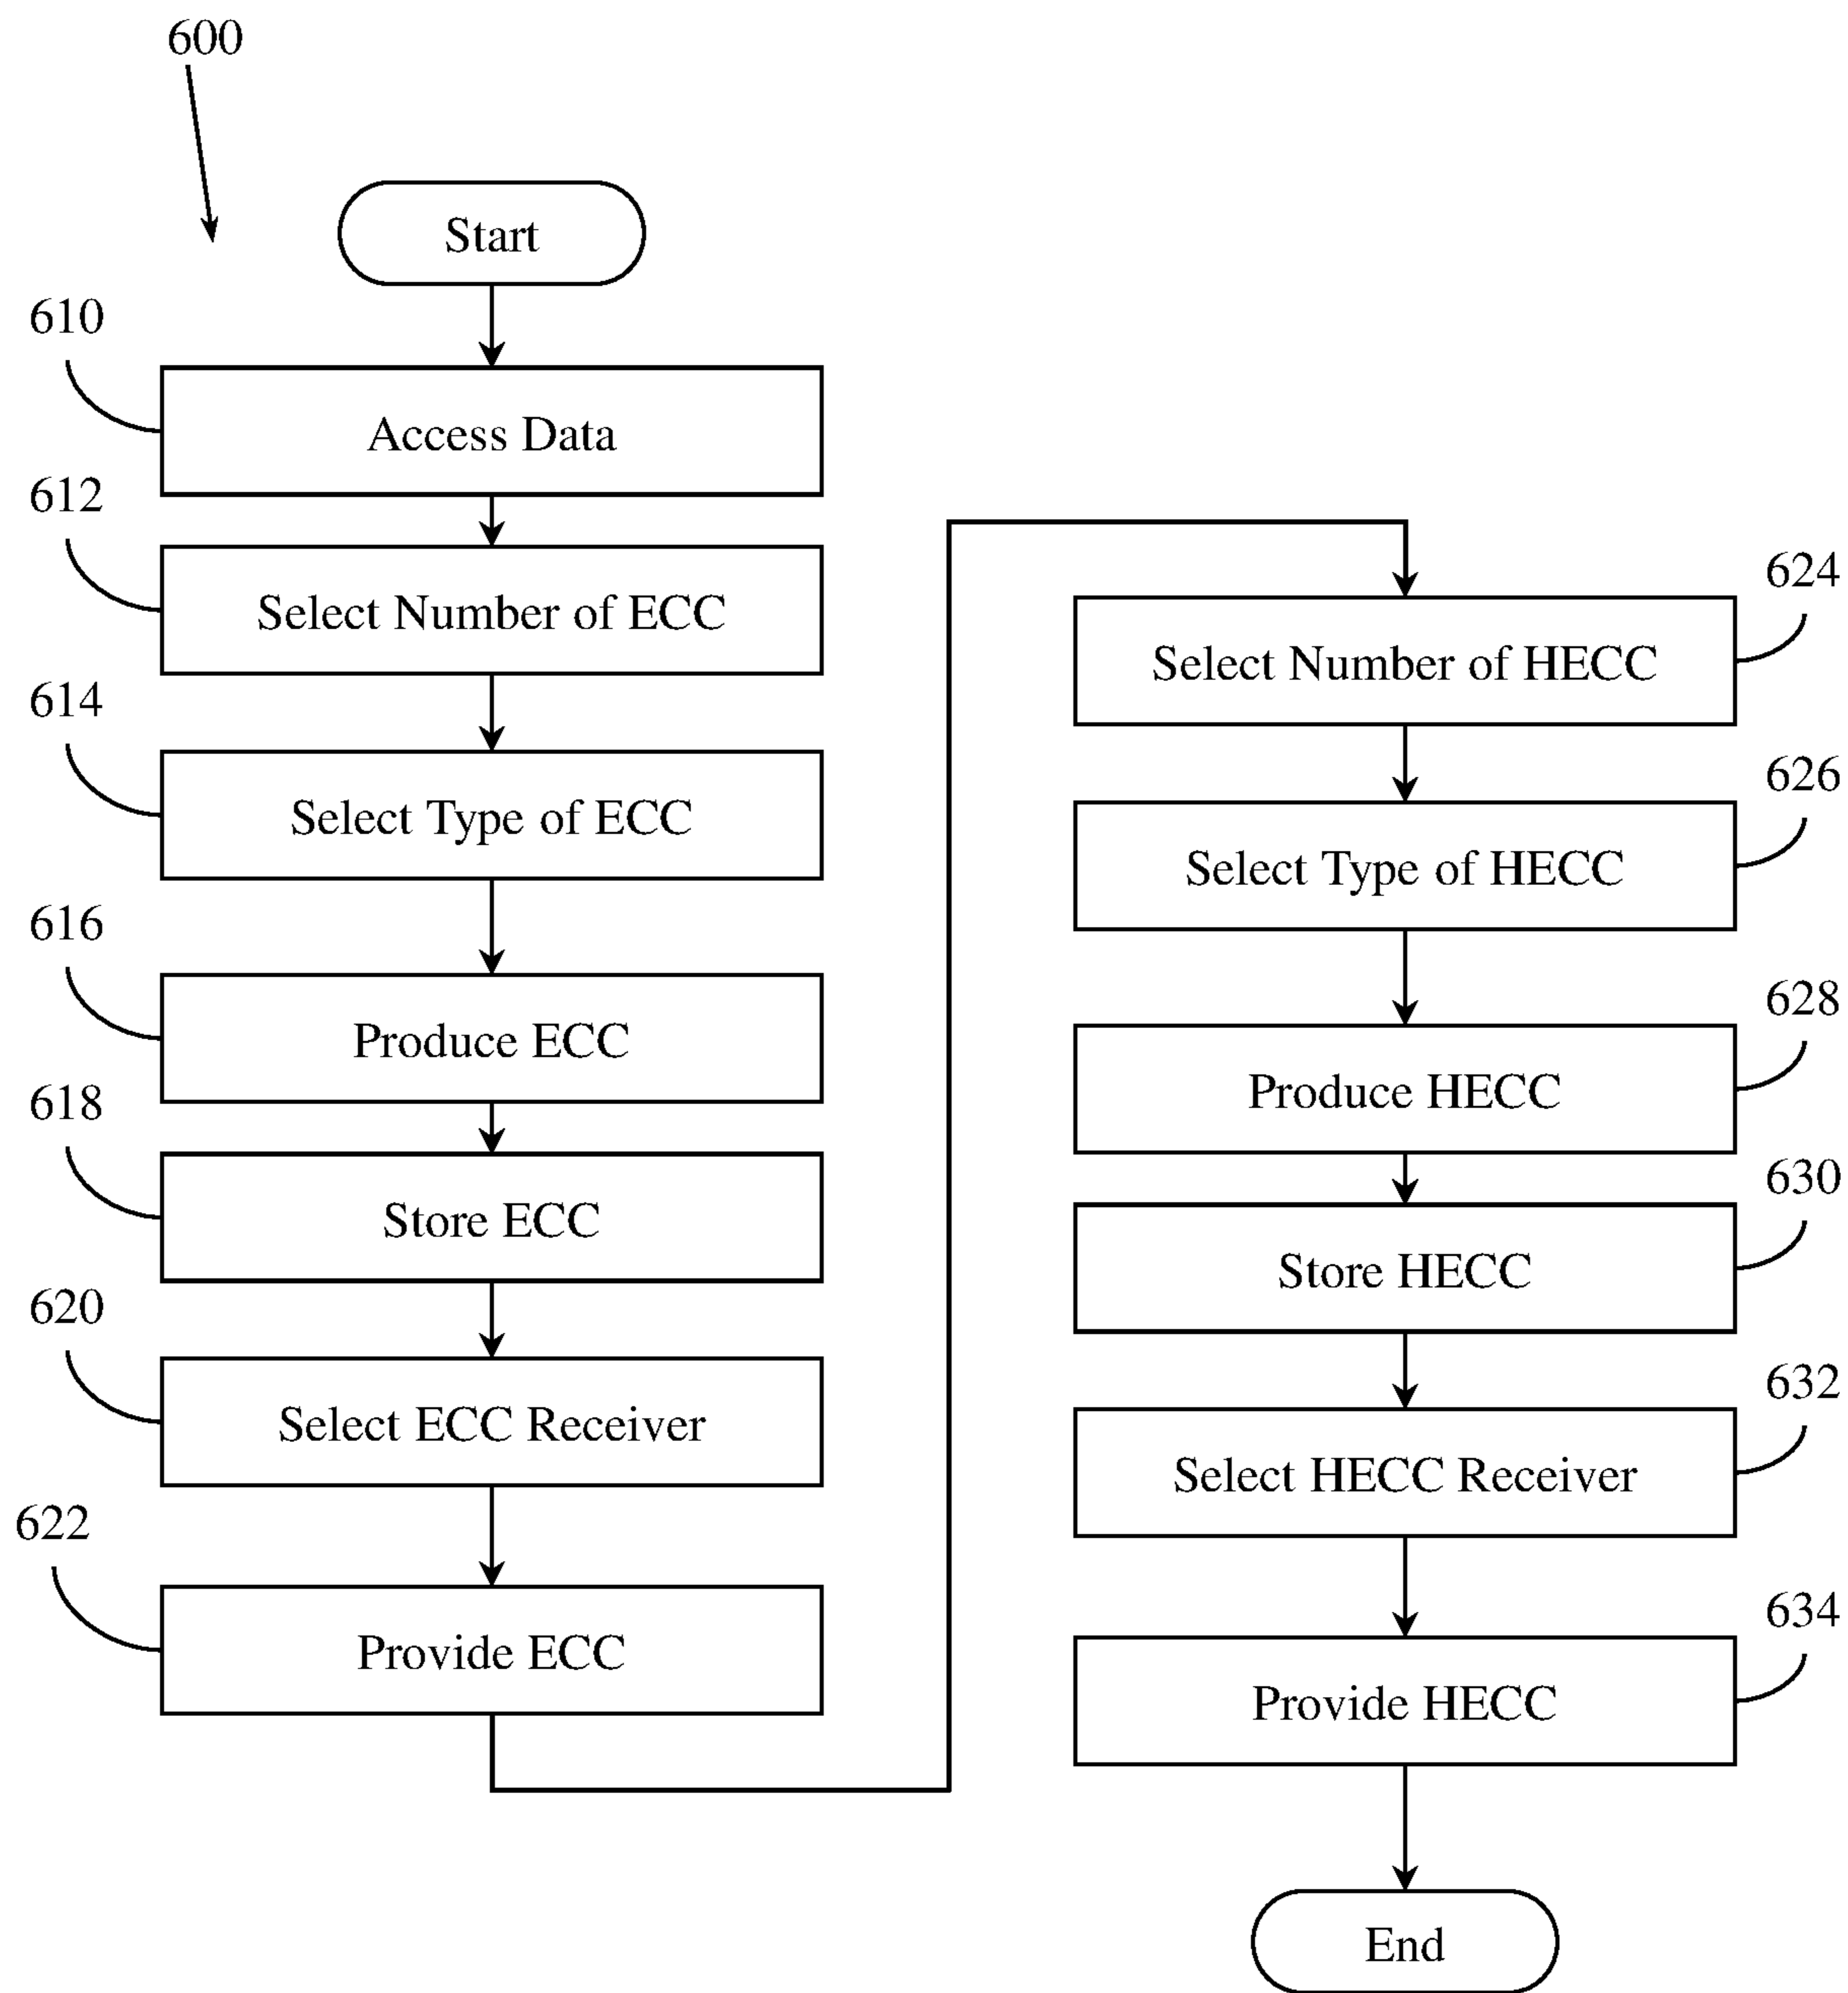 600
Start
610
Access Data
612
Select Number of ECC
614
Select Type of ECC
616
Produce ECC
618
Store ECC
620
Select ECC Receiver
622
Provide ECC
624
Select Number of HECC
626
Select Type of HECC
628
Produce HECC
630
Store HECC
632
Select HECC Receiver
634
Provide HECC
End